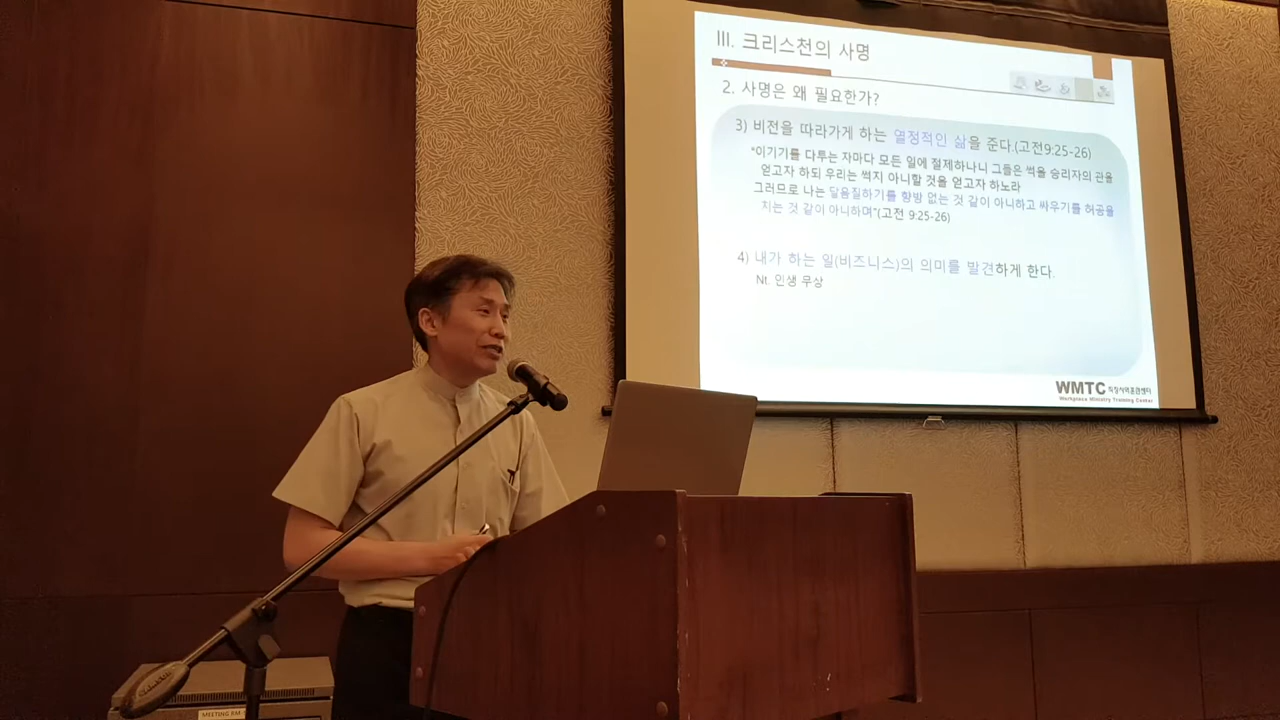 III. 크리스천의 사명
2. 사명은 왜 필요한가?
3) 비전을 따라가게 하는 열정적인 삶을 준다.(고전9:25-26)
"이기기를 다투는 자마다 모든 일에 절제하나니 그들은 썩을 승리자의 관을
얻고자 하되 우리는 썩지 아니할 것을 얻고자 하노라
그러므로 나는 달음질하기를 향방 없는 것 같이 아니하고 싸우기를 허공을
치는 것 같이 아니하며"(고전 9:25-26)
4) 내가 하는 일(비즈니스)의 의미를 발견하게 한다.
Nt. 인생 무상
WMTC 직장사역훈련센터
Workplace Ministry Training Center
MEETING RM